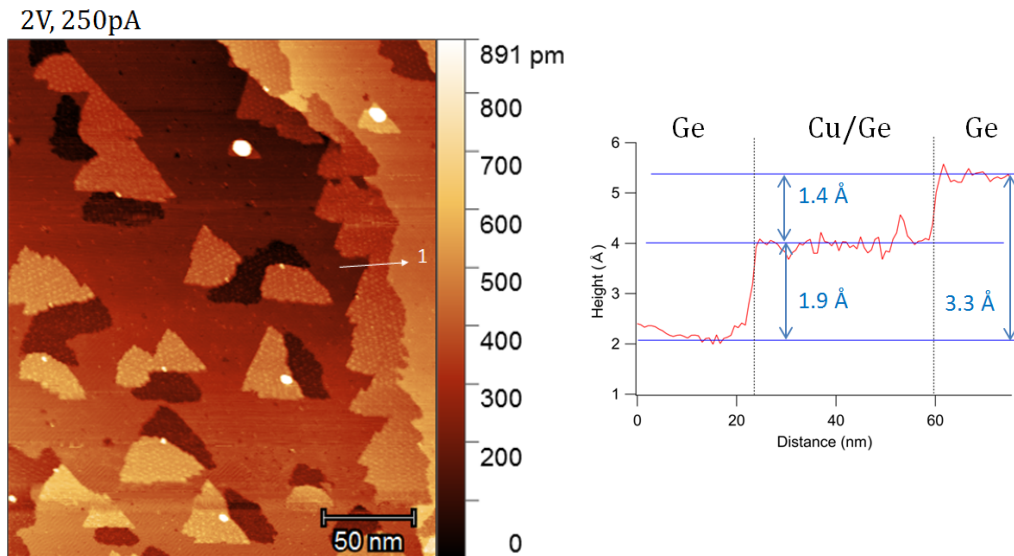 2V, 250pA
891 pm
800
700
600
500
400
300
200
0
1
50 nm
Ge Cu/Ge Ge
6
5
4
3
2
1
Height (Å)
1.4 Å
1.9 Å
3.3 Å
0 20 40 60
Distance (nm)